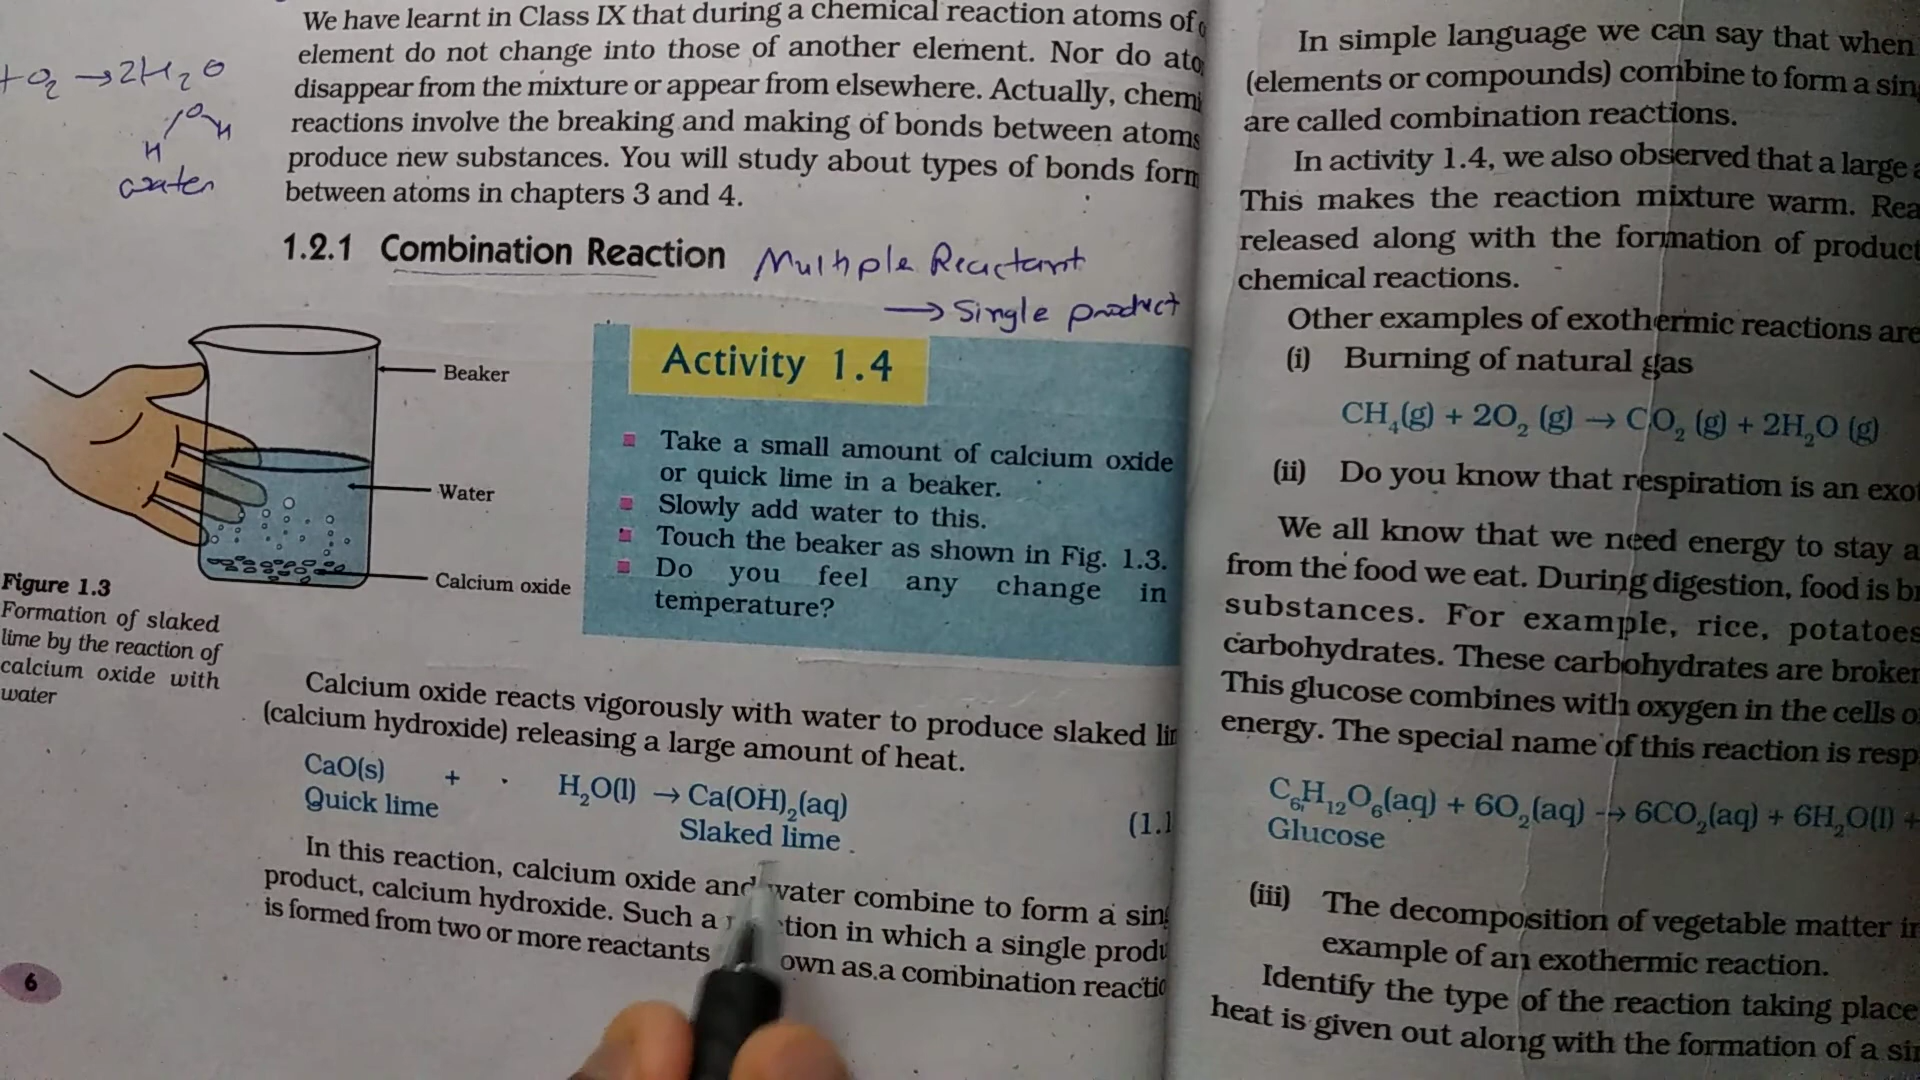 We have learnt in Class IX that during a chemical reaction atoms of
element do not change into those of another element. Nor do
disappear from the mixture or appear from elsewhere. Actually,
reactions involve the breaking and making of bonds between atoms
produce new substances. You will study about types of bonds
between atoms in chapters 3 and 4.
+ O₂ → 2H₂O
O
H H
water
1.2.1 Combination Reaction
Multiple Reactant
→ Single product
Beaker
Water
Calcium oxide
Figure 1.3
Formation of slaked
lime by the reaction of
calcium oxide with
water
Activity 1.4
Take a small amount of calcium oxide
or quick lime in a beaker.
Slowly add water to this.
Touch the beaker as shown in Fig. 1.3.
Do you feel any change in
temperature?
Calcium oxide reacts vigorously with water to produce slaked
(calcium hydroxide) releasing a large amount of heat.
CaO(s) + H₂O(l) → Ca(OH)₂(aq)
Quick lime Slaked lime
(1.1
In this reaction, calcium oxide and water combine to form a
product, calcium hydroxide. Such a in which a single
is formed from two or more reactants as a combination
6
In simple language we can say that when
(elements or compounds) combine to form a
are called combination reactions.
In activity 1.4, we also observed that a large
This makes the reaction mixture warm.
released along with the formation of
chemical reactions.
Other examples of exothermic reactions are
(i) Burning of natural gas
CH₄(g) + 2O₂ (g) → CO₂ (g) + 2H₂O (g)
(ii) Do you know that respiration is an
We all know that we need energy to stay
from the food we eat. During digestion, food is
substances. For example, rice, potatoes
carbohydrates. These carbohydrates are
This glucose combines with oxygen in the cells
energy. The special name of this reaction is
C₆H₁₂O₆(aq) + 6O₂(aq) → 6CO₂(aq) + 6H₂O(l) +
Glucose
(iii) The decomposition of vegetable matter
example of an exothermic reaction.
Identify the type of the reaction taking place
heat is given out along with the formation of a